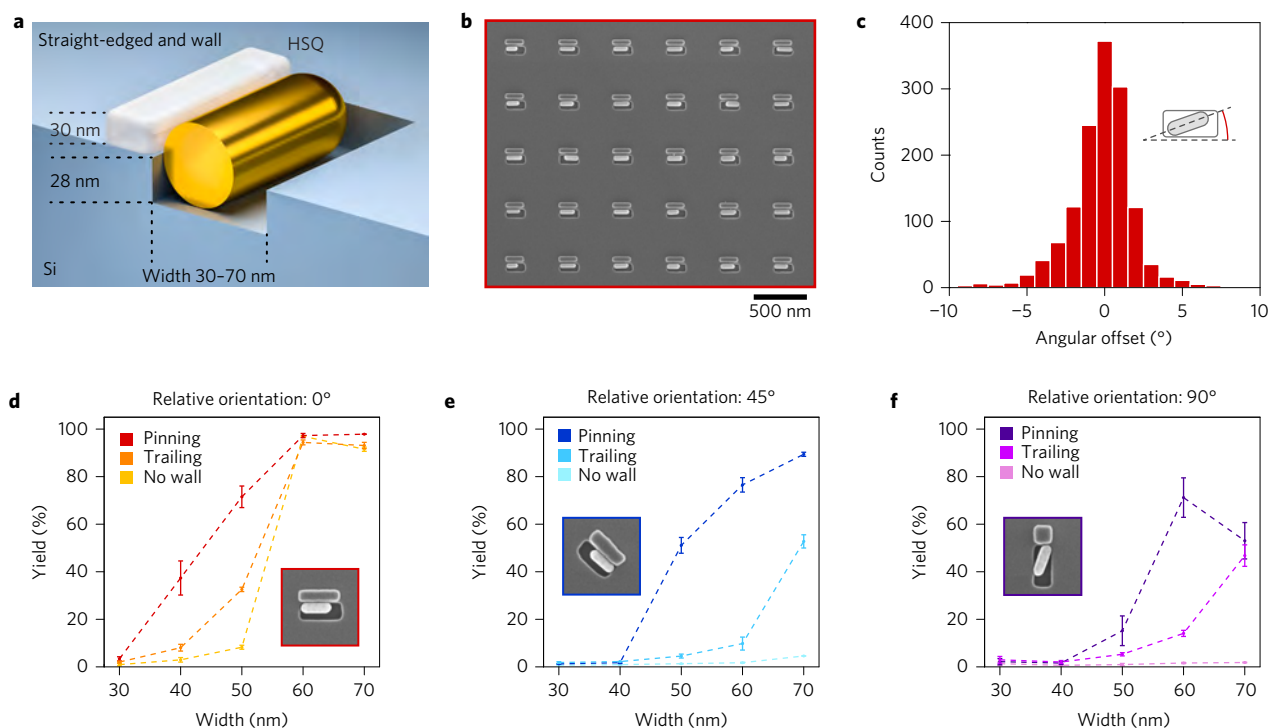 a
Straight-edged and wall
HSQ
30 nm
28 nm
Si
Width 30–70 nm
b
500 nm
c
400
300
200
100
0
Counts
−10
−5
0
5
10
Angular offset (°)
d
Relative orientation: 0°
100
80
60
40
20
0
Yield (%)
Pinning
Trailing
No wall
30
40
50
60
70
Width (nm)
e
Relative orientation: 45°
100
80
60
40
20
0
Yield (%)
Pinning
Trailing
No wall
30
40
50
60
70
Width (nm)
f
Relative orientation: 90°
100
80
60
40
20
0
Yield (%)
Pinning
Trailing
No wall
30
40
50
60
70
Width (nm)